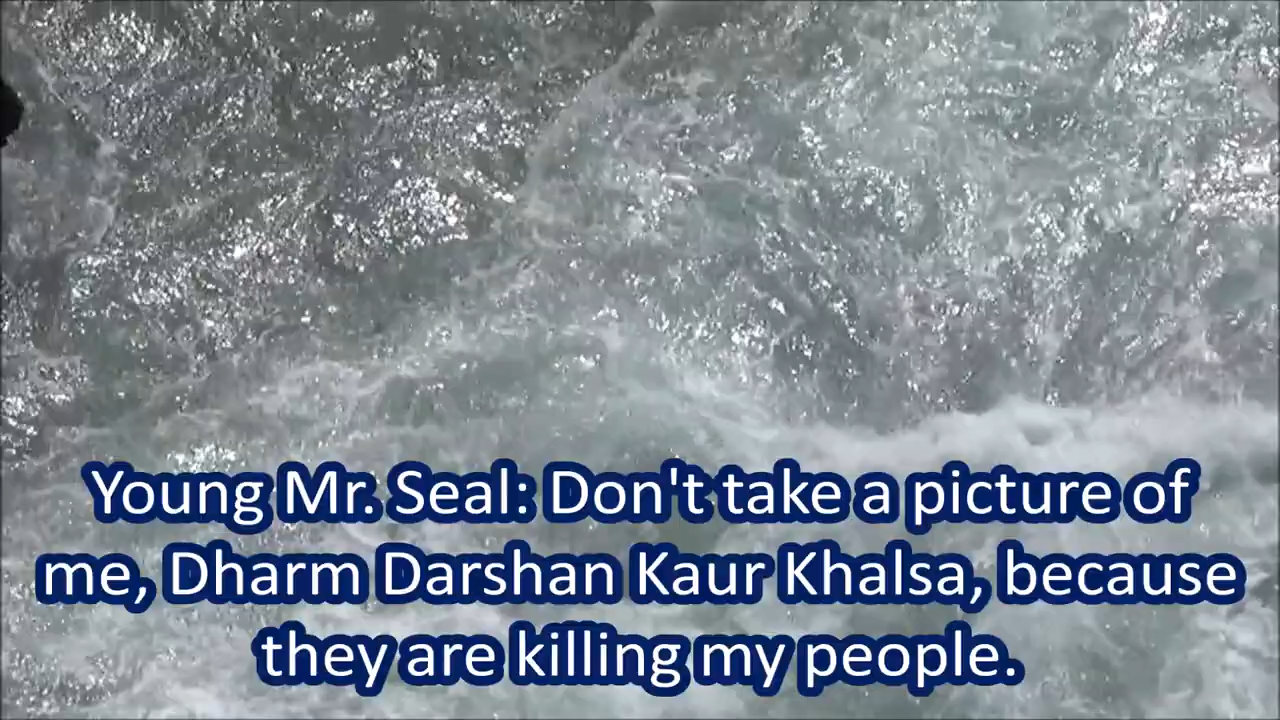 Young Mr. Seal: Don't take a picture of
me, Dharm Darshan Kaur Khalsa, because
they are killing my people.